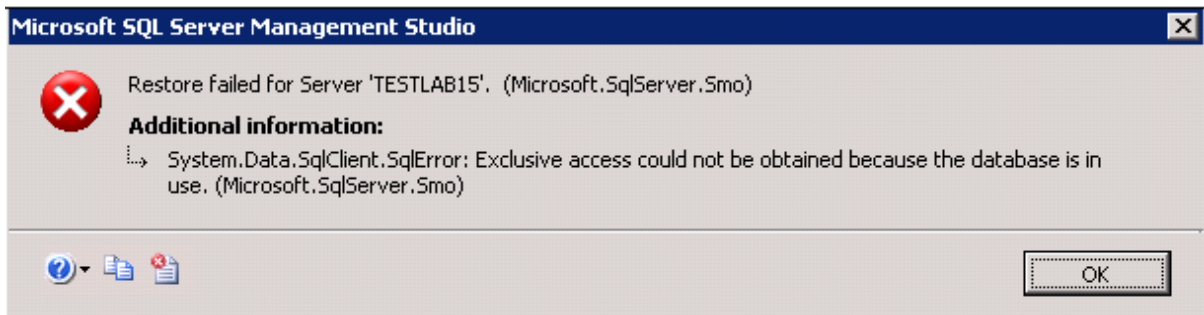 Microsoft SQL Server Management Studio
Restore failed for Server 'TESTLAB15'. (Microsoft.SqlServer.Smo)
Additional information:
System.Data.SqlClient.SqlError: Exclusive access could not be obtained because the database is in
use. (Microsoft.SqlServer.Smo)
OK